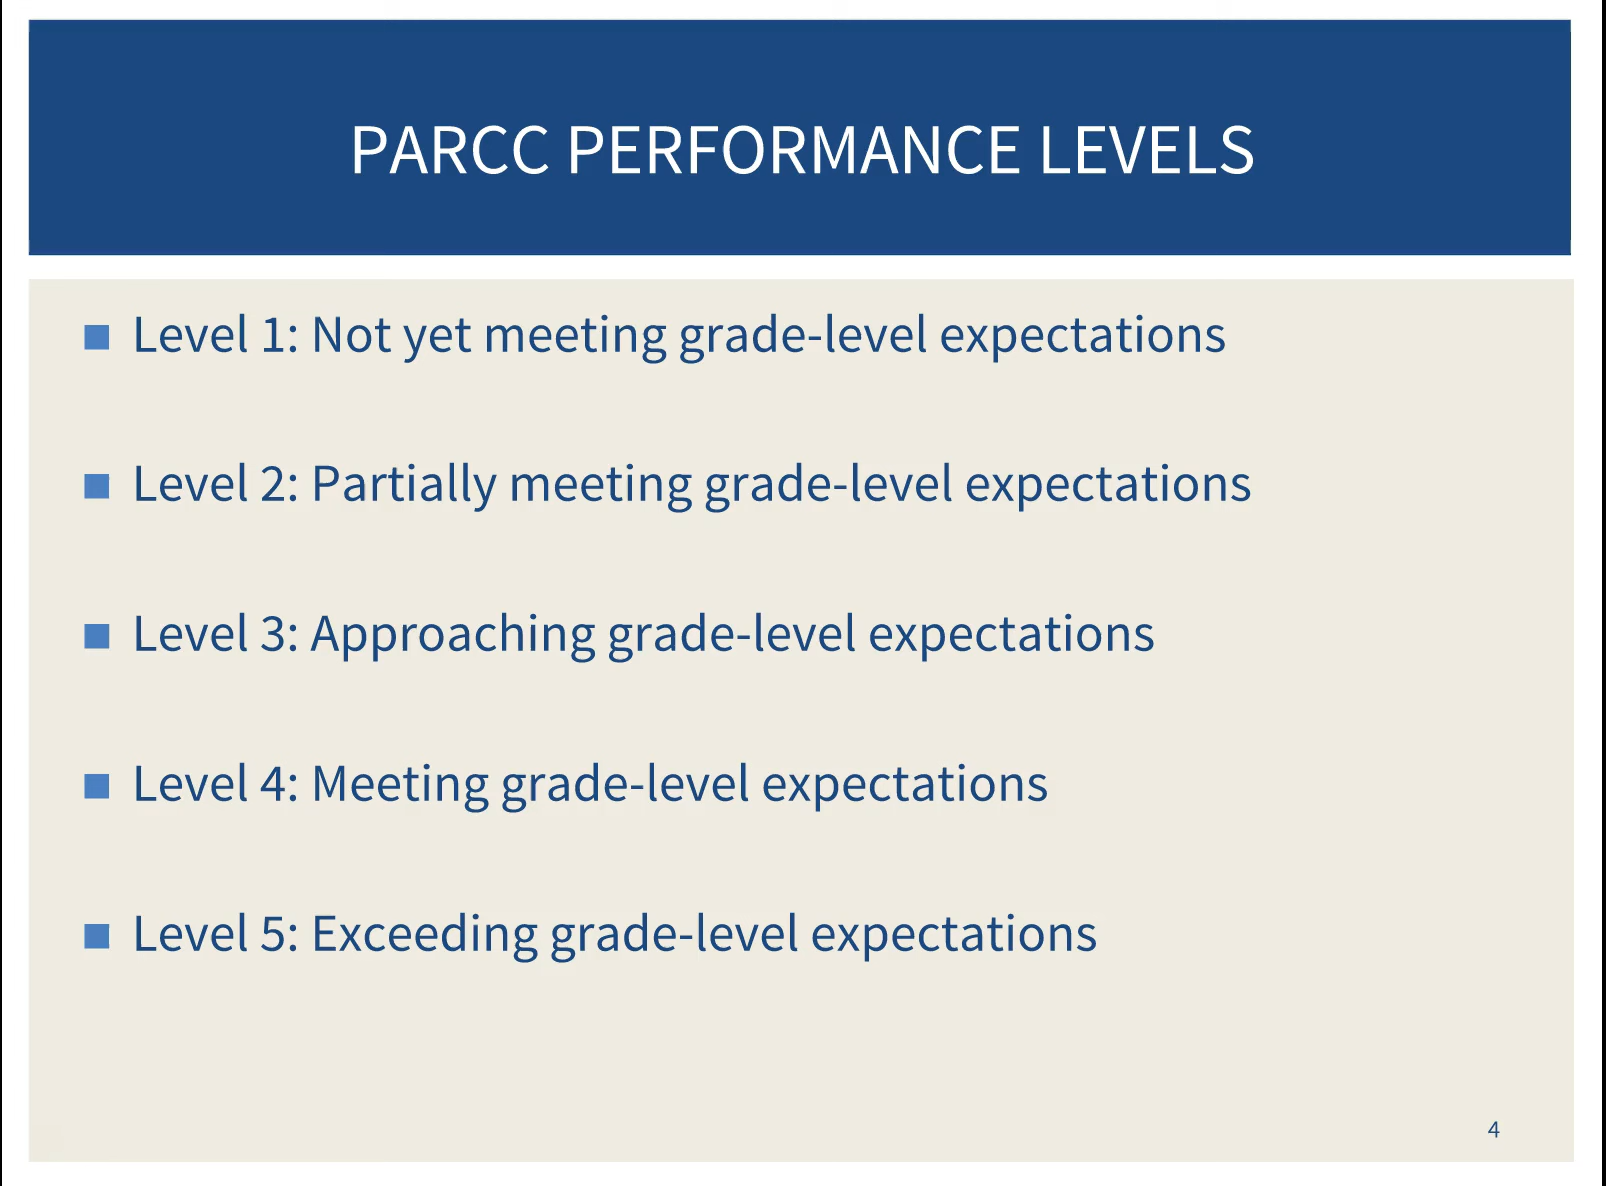 PARCC PERFORMANCE LEVELS
Level 1: Not yet meeting grade-level expectations
Level 2: Partially meeting grade-level expectations
Level 3: Approaching grade-level expectations
Level 4: Meeting grade-level expectations
Level 5: Exceeding grade-level expectations
4